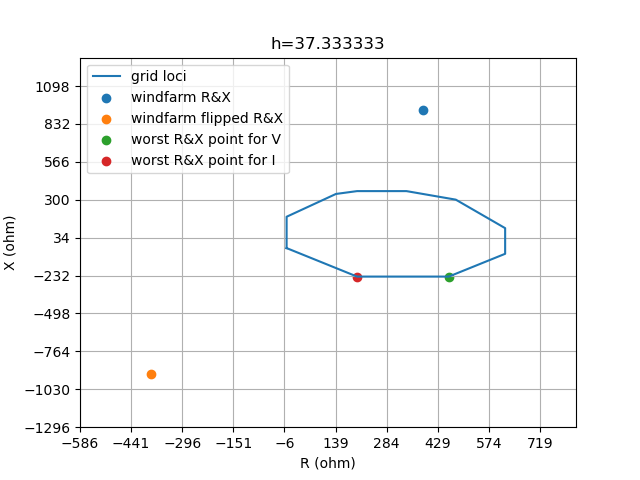 h=37.333333
grid loci
windfarm R&X
windfarm flipped R&X
worst R&X point for V
worst R&X point for I
1098
832
566
300
34
−232
−498
−764
−1030
−1296
X (ohm)
−586 −441 −296 −151 −6 139 284 429 574 719
R (ohm)